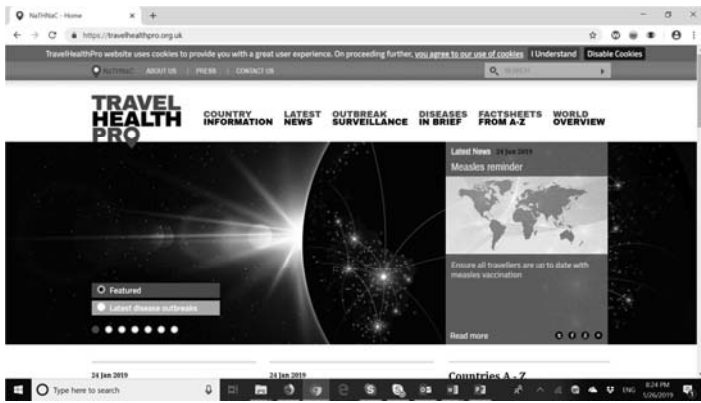 NaTHNaC - Home
https://travelhealthpro.org.uk
TravelHealthPro website uses cookies to provide you with a great user experience. On proceeding further, you agree to our use of cookies I Understand Disable Cookies
NaTHNaC ABOUT US | PRESS | CONTACT US SEARCH
TRAVEL
HEALTH
PRO
COUNTRY
INFORMATION
LATEST
NEWS
OUTBREAK
SURVEILLANCE
DISEASES
IN BRIEF
FACTSHEETS
FROM A-Z
WORLD
OVERVIEW
Latest News 24 Jan 2019
Measles reminder
Ensure all travellers are up to date with
measles vaccination
Read more
Featured
Latest disease outbreaks
24 Jan 2019 24 Jan 2019 Countries A - Z
Type here to search
ENG
8:24 PM
1/26/2019